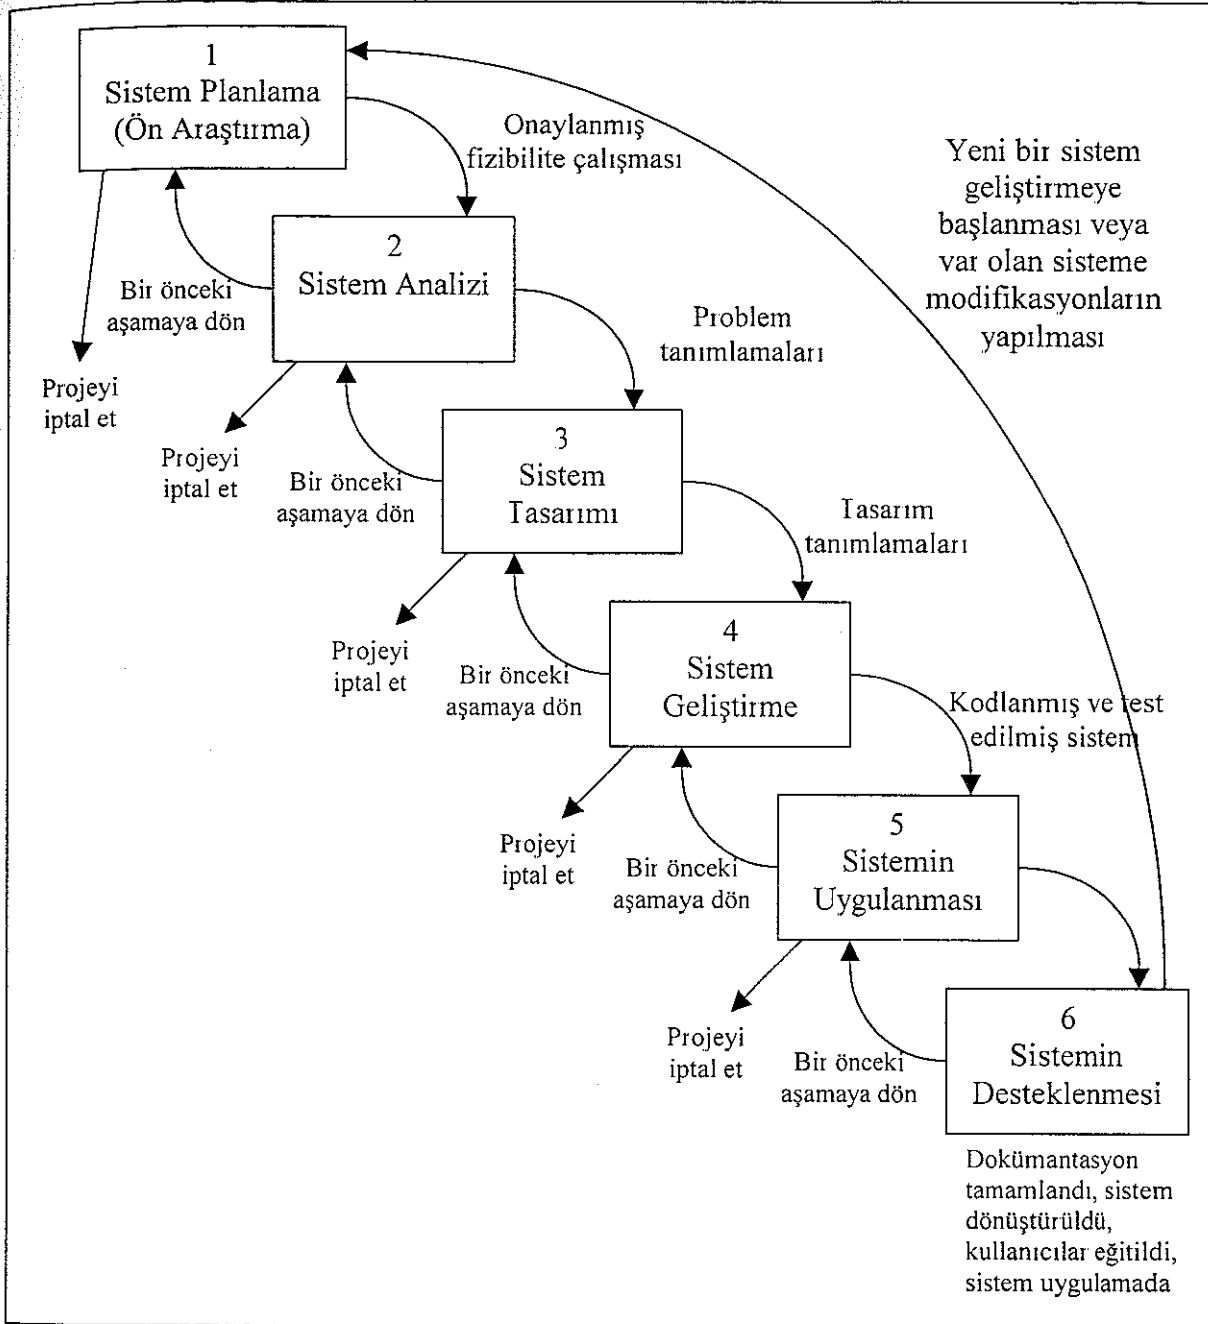 1
Sistem Planlama
(Ön Araştırma)
Onaylanmış
fizibilite çalışması
Yeni bir sistem
geliştirmeye
başlanması veya
var olan sisteme
modifikasyonların
yapılması
2
Sistem Analizi
Bir önceki
aşamaya dön
Problem
tanımlamaları
Projeyi
iptal et
Projeyi
iptal et
3
Sistem
Tasarımı
Bir önceki
aşamaya dön
Tasarım
tanımlamaları
Projeyi
iptal et
4
Sistem
Geliştirme
Bir önceki
aşamaya dön
Kodlanmış ve test
edilmiş sistem
Projeyi
iptal et
5
Sistemin
Uygulanması
Bir önceki
aşamaya dön
Projeyi
iptal et
6
Sistemin
Desteklenmesi
Bir önceki
aşamaya dön
Dokümantasyon
tamamlandı, sistem
dönüştürüldü,
kullanıcılar eğitildi,
sistem uygulamada